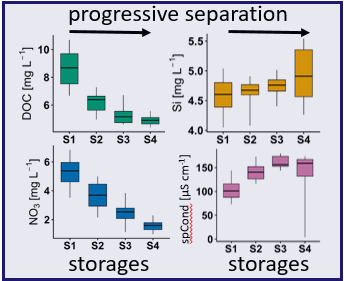 progressive separation
DOC [mg L⁻¹]
10
8
6
S1 S2 S3 S4
Si [mg L⁻¹]
5.5
5.0
4.5
4.0
S1 S2 S3 S4
NO₃ [mg L⁻¹]
6
4
2
S1 S2 S3 S4
spCond [µS cm⁻¹]
150
100
50
0
S1 S2 S3 S4
storages storages